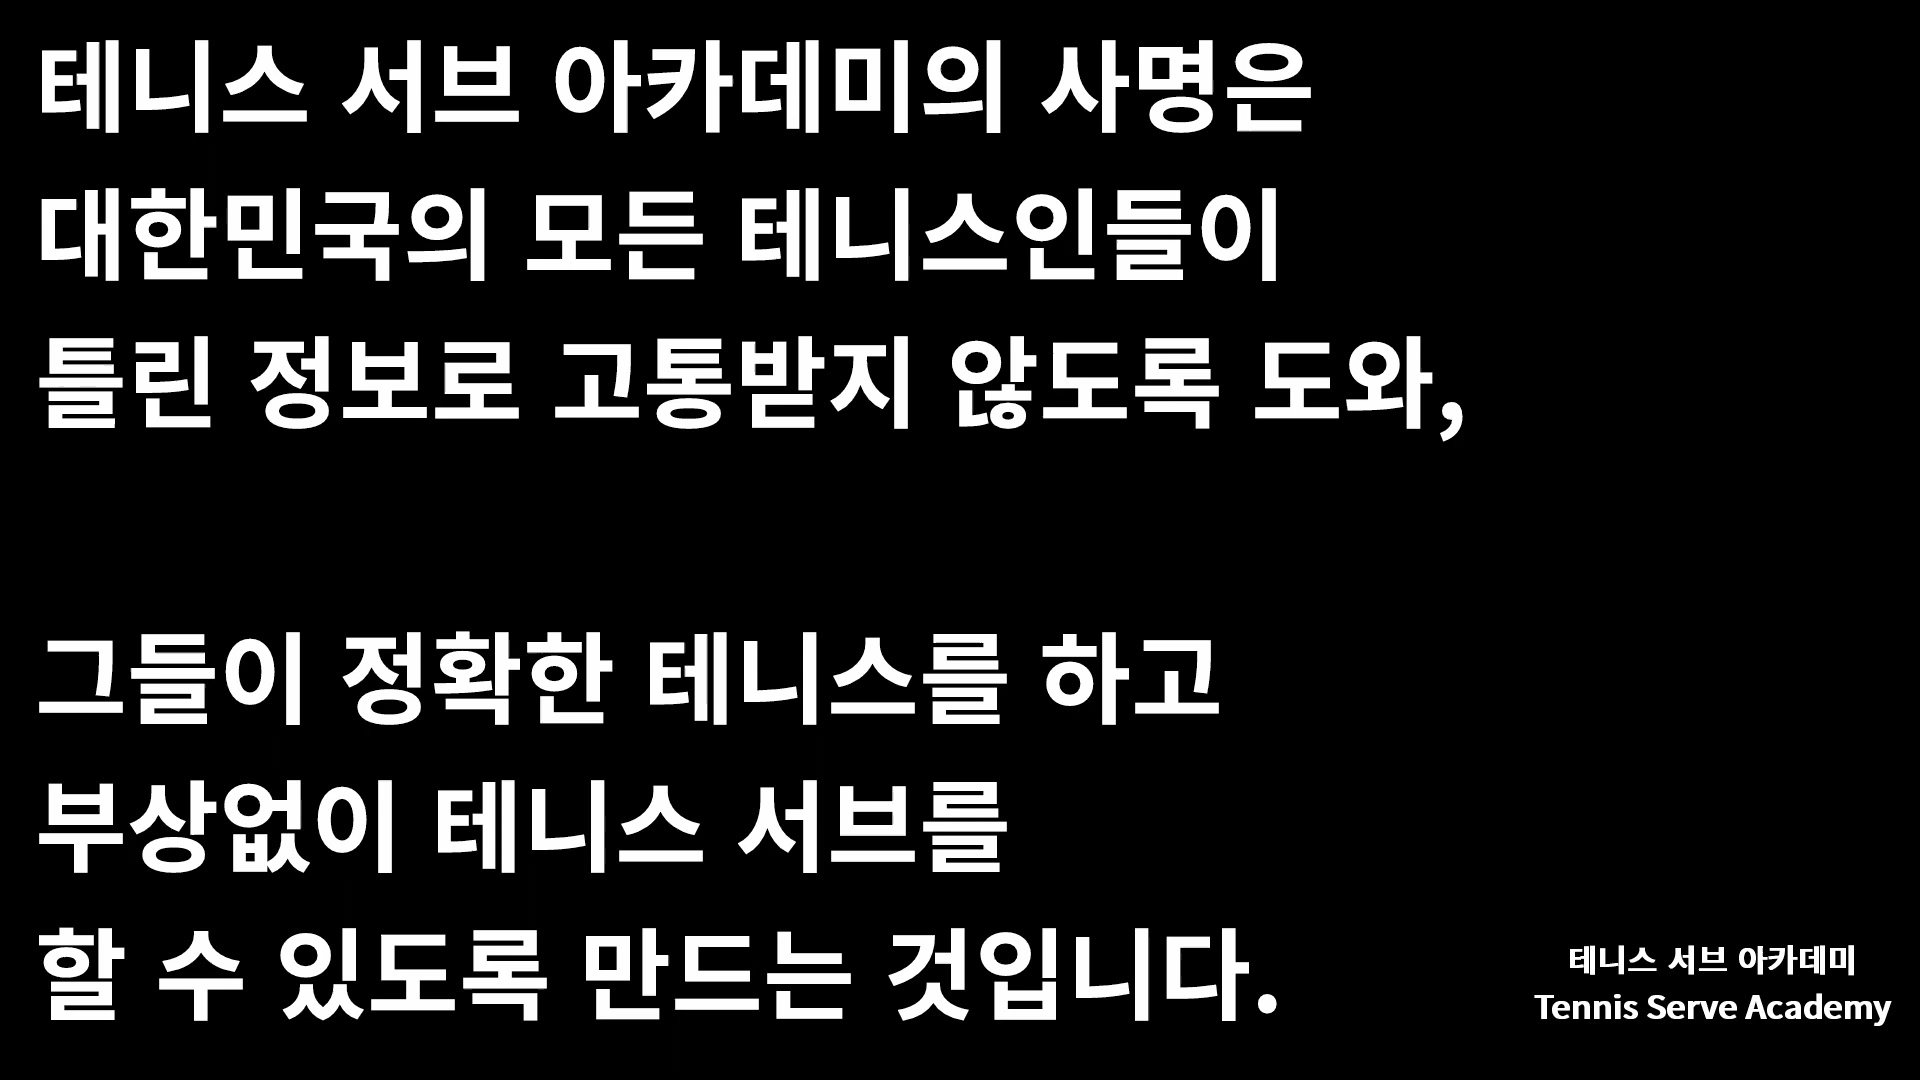 테니스 서브 아카데미의 사명은
대한민국의 모든 테니스인들이
틀린 정보로 고통받지 않도록 도와,
그들이 정확한 테니스를 하고
부상없이 테니스 서브를
할 수 있도록 만드는 것입니다.
테니스 서브 아카데미
Tennis Serve Academy